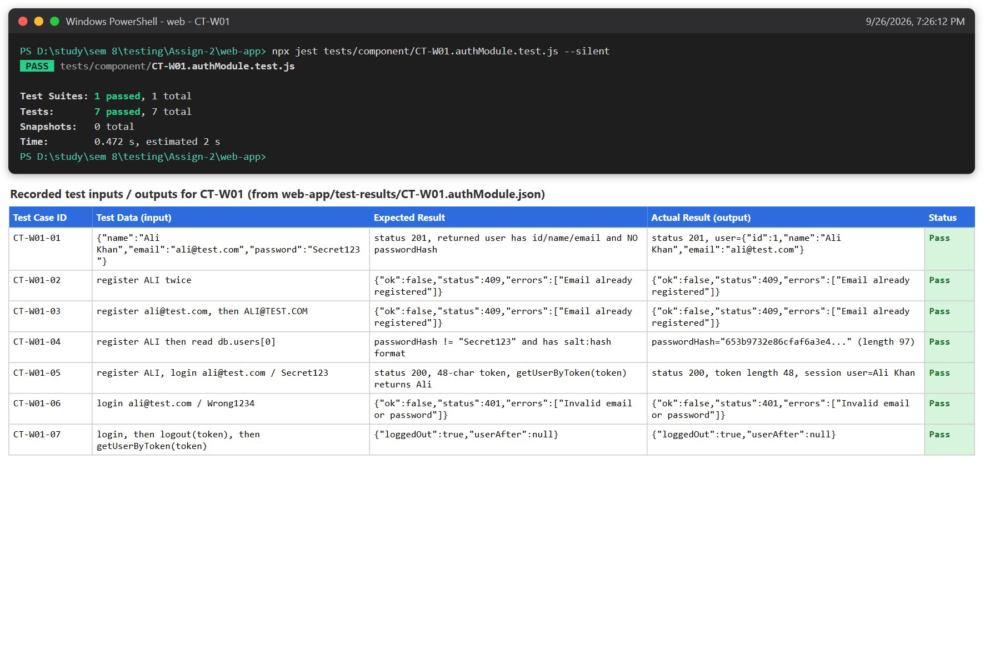 Windows PowerShell - web - CT-W01
9/26/2026, 7:26:12 PM
PS D:\study\sem 8\testing\Assign-2\web-app> npx jest tests/component/CT-W01.authModule.test.js --silent
PASS tests/component/CT-W01.authModule.test.js
Test Suites: 1 passed, 1 total
Tests: 7 passed, 7 total
Snapshots: 0 total
Time: 0.472 s, estimated 2 s
PS D:\study\sem 8\testing\Assign-2\web-app>
Recorded test inputs / outputs for CT-W01 (from web-app/test-results/CT-W01.authModule.json)
Test Case ID
Test Data (input)
Expected Result
Actual Result (output)
Status
CT-W01-01
{"name":"Ali
Khan","email":"ali@test.com","password":"Secret123
"}
status 201, returned user has id/name/email and NO
passwordHash
status 201, user={"id":1,"name":"Ali
Khan","email":"ali@test.com"}
Pass
CT-W01-02
register ALI twice
{"ok":false,"status":409,"errors":["Email already
registered"]}
{"ok":false,"status":409,"errors":["Email already
registered"]}
Pass
CT-W01-03
register ali@test.com, then ALI@TEST.COM
{"ok":false,"status":409,"errors":["Email already
registered"]}
{"ok":false,"status":409,"errors":["Email already
registered"]}
Pass
CT-W01-04
register ALI then read db.users[0]
passwordHash != "Secret123" and has salt:hash
format
passwordHash="653b9732e86cfaf6a3e4..." (length 97)
Pass
CT-W01-05
register ALI, login ali@test.com / Secret123
status 200, 48-char token, getUserByToken(token)
returns Ali
status 200, token length 48, session user=Ali Khan
Pass
CT-W01-06
login ali@test.com / Wrong1234
{"ok":false,"status":401,"errors":["Invalid email
or password"]}
{"ok":false,"status":401,"errors":["Invalid email
or password"]}
Pass
CT-W01-07
login, then logout(token), then
getUserByToken(token)
{"loggedOut":true,"userAfter":null}
{"loggedOut":true,"userAfter":null}
Pass